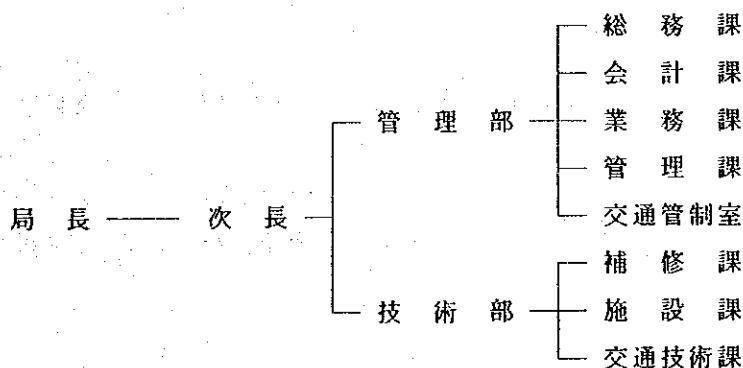 総務課
会計課
管理部
業務課
管理課
局長
次長
交通管制室
補修課
技術部
施設課
交通技術課